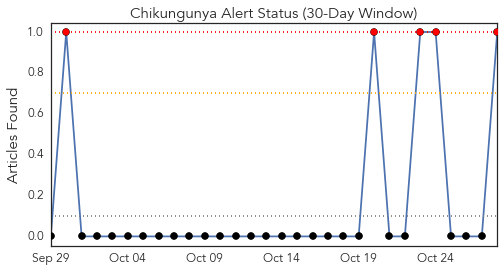 Chikungunya Alert Status (30-Day Window)
Articles Found
1.0
0.8
0.6
0.4
0.2
0.0
Sep 29 Oct 04 Oct 09 Oct 14 Oct 19 Oct 24